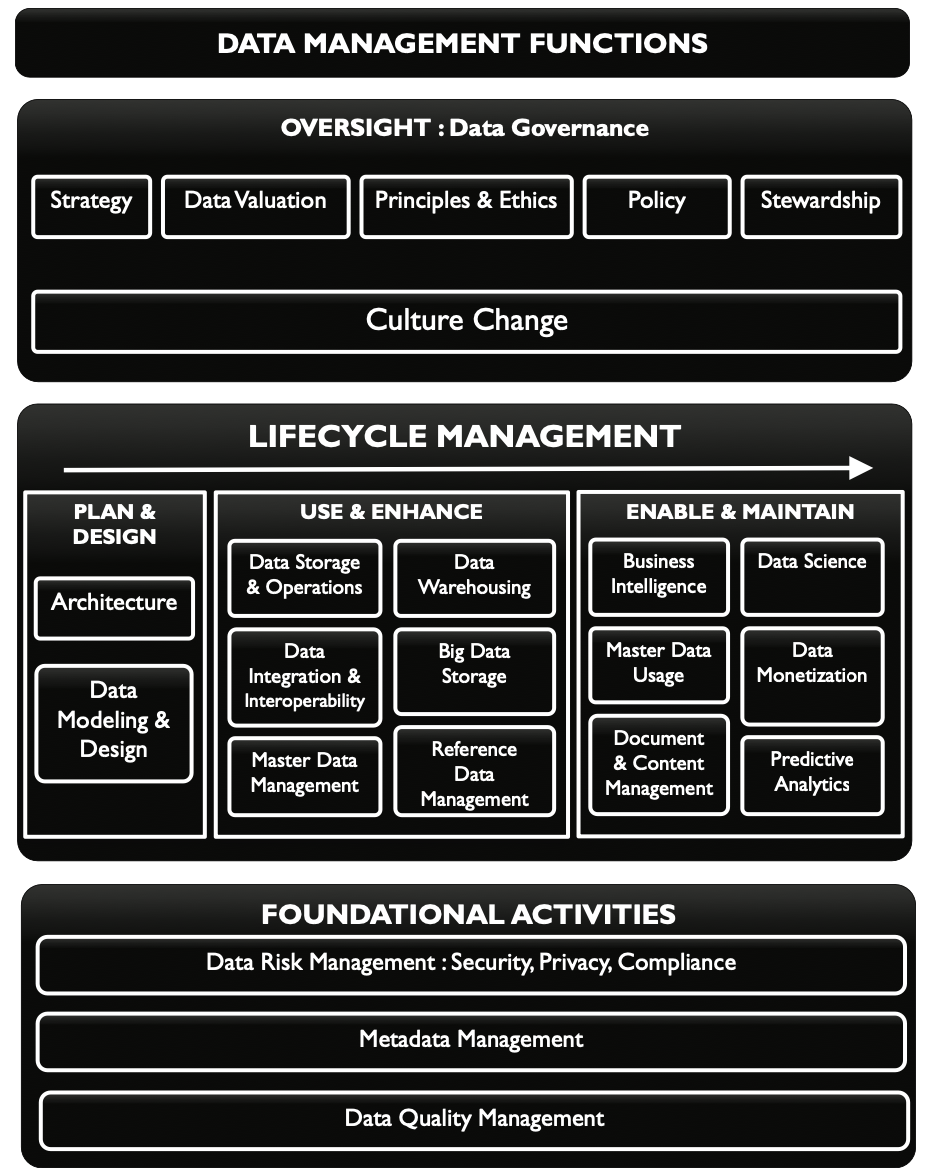 DATA MANAGEMENT FUNCTIONS
OVERSIGHT : Data Governance
Strategy
Data Valuation
Principles & Ethics
Policy
Stewardship
Culture Change
LIFECYCLE MANAGEMENT
PLAN &
DESIGN
Architecture
Data
Modeling &
Design
USE & ENHANCE
Data Storage
& Operations
Data
Warehousing
Data
Integration &
Interoperability
Big Data
Storage
Master Data
Management
Reference
Data
Management
ENABLE & MAINTAIN
Business
Intelligence
Data Science
Master Data
Usage
Data
Monetization
Document
& Content
Management
Predictive
Analytics
FOUNDATIONAL ACTIVITIES
Data Risk Management : Security, Privacy, Compliance
Metadata Management
Data Quality Management